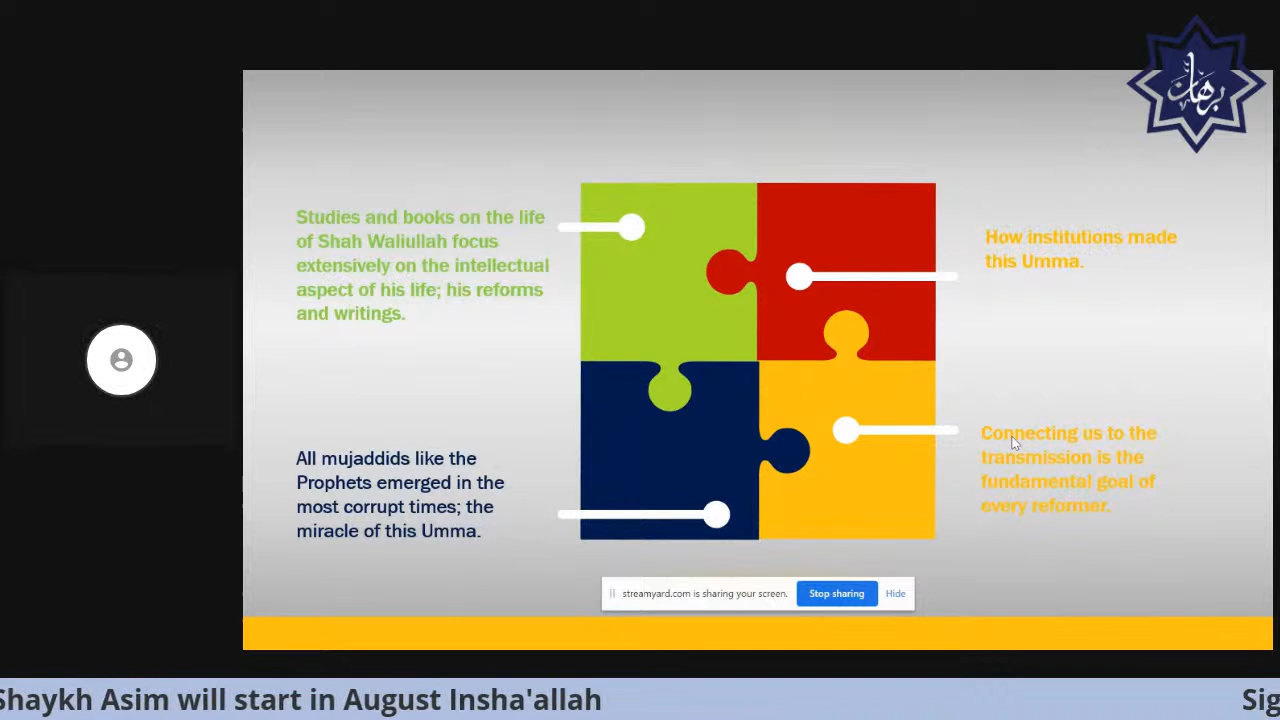 برهان
Studies and books on the life
of Shah Waliullah focus
extensively on the intellectual
aspect of his life; his reforms
and writings.
How institutions made
this Umma.
All mujaddids like the
Prophets emerged in the
most corrupt times; the
miracle of this Umma.
Connecting us to the
transmission is the
fundamental goal of
every reformer.
streamyard.com is sharing your screen.
Stop sharing
Hide
Shaykh Asim will start in August Insha'allah
Sig